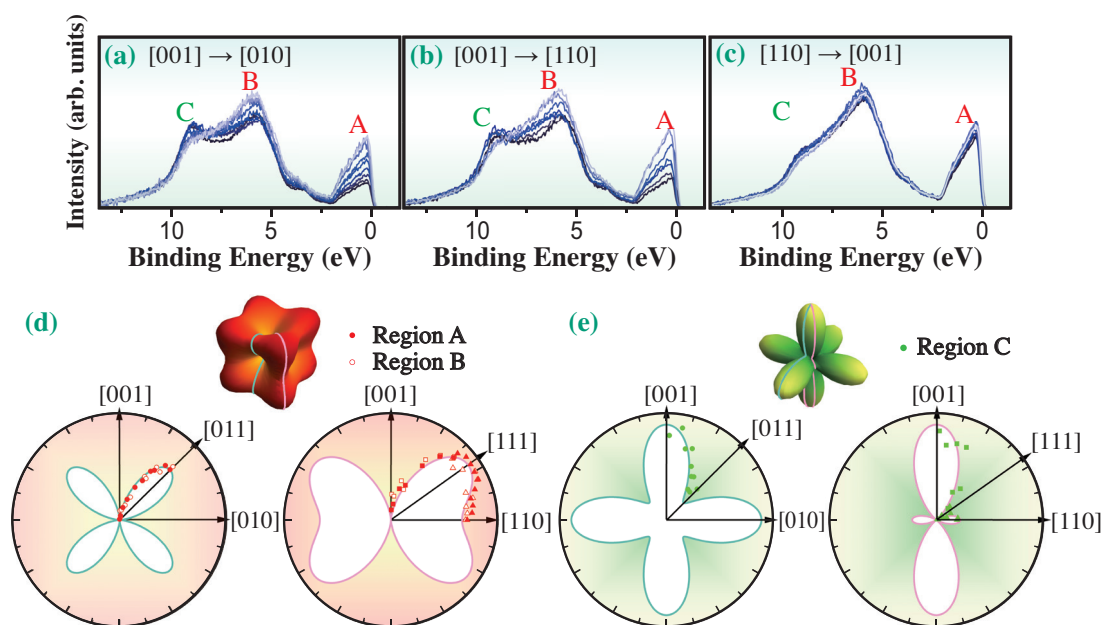 (a) [001] → [010]
B
C
A
(b) [001] → [110]
B
C
A
(c) [110] → [001]
B
C
A
Intensity (arb. units)
10 5 0
10 5 0
10 5 0
Binding Energy (eV)
Binding Energy (eV)
Binding Energy (eV)
(d)
Region A
Region B
[001]
[011]
[010]
[001]
[111]
[110]
(e)
Region C
[001]
[011]
[010]
[001]
[111]
[110]